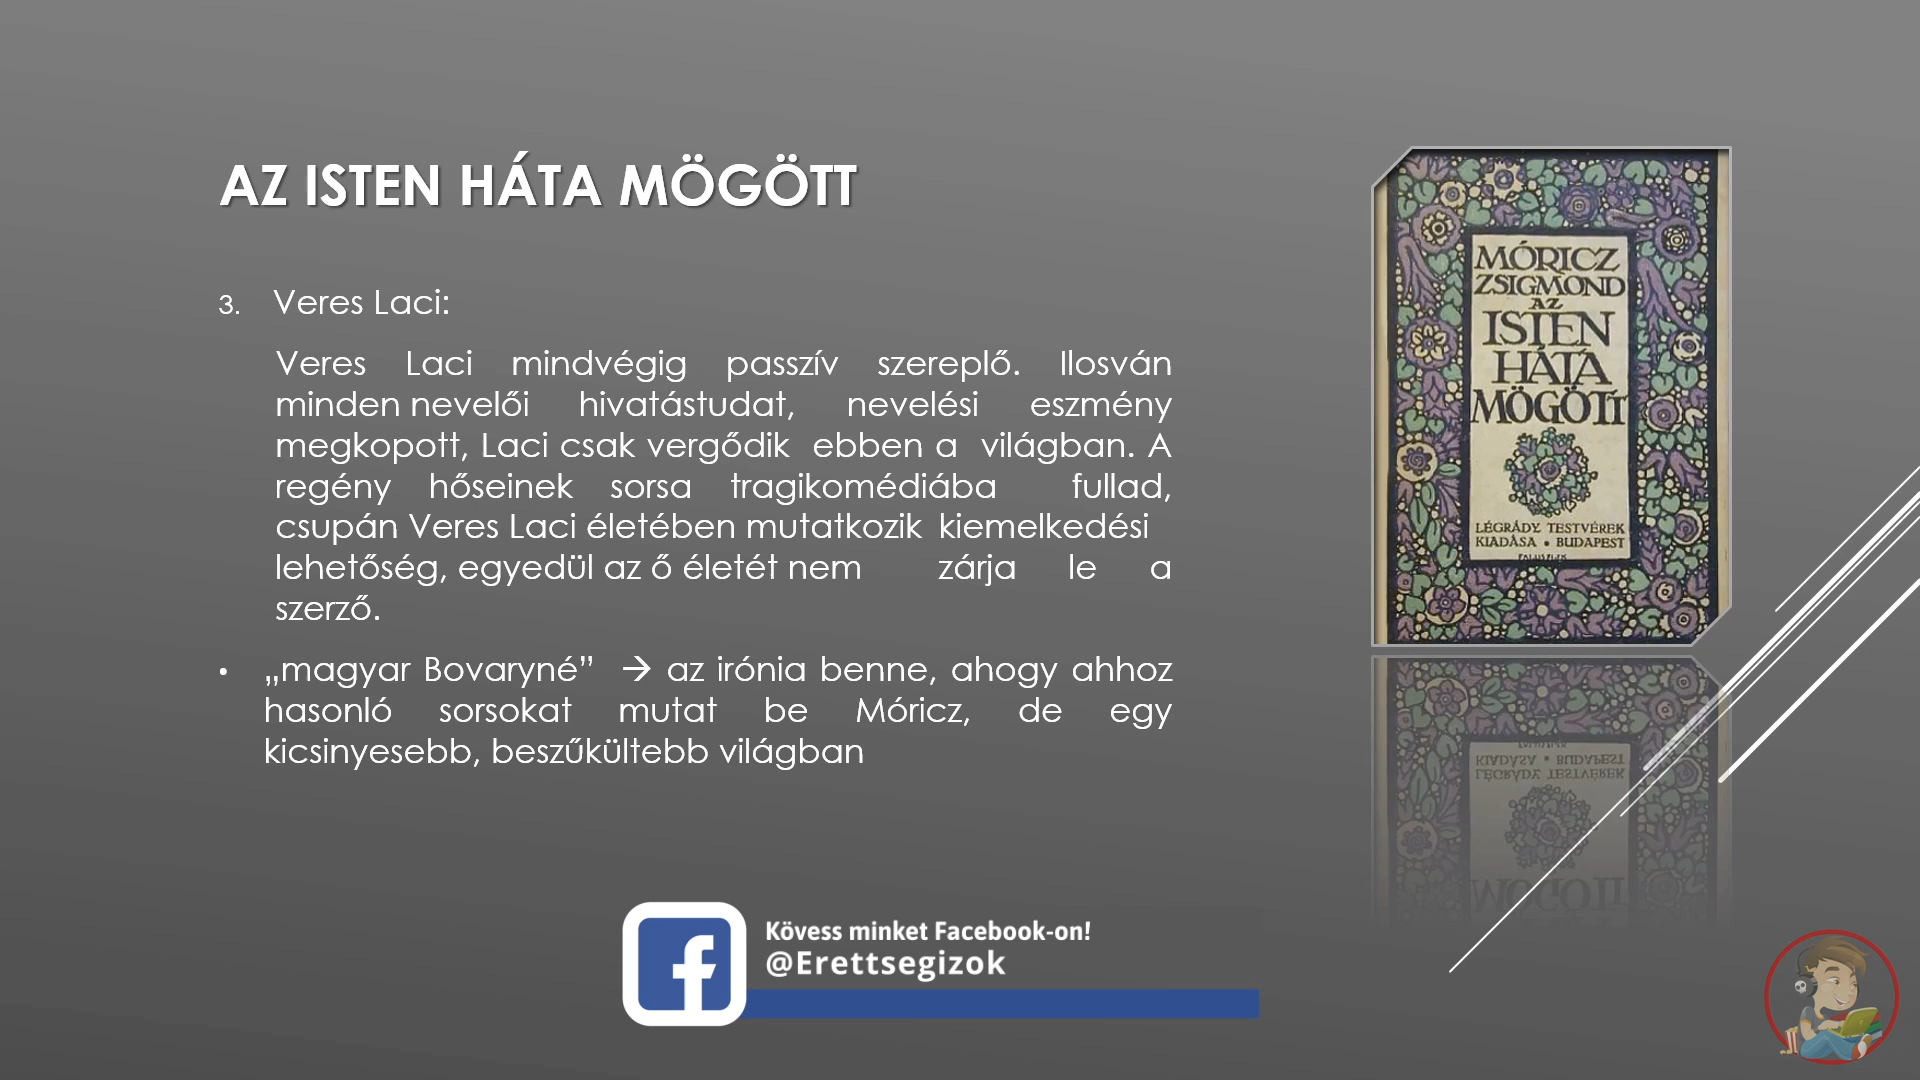 AZ ISTEN HÁTA MÖGÖTT
3. Veres Laci:
Veres Laci mindvégig passzív szereplő. Ilosván
minden nevelői hivatástudat, nevelési eszmény
megkopott, Laci csak vergődik ebben a világban. A
regény hőseinek sorsa tragikomédiába fullad,
csupán Veres Laci életében mutatkozik kiemelkedési
lehetőség, egyedül az ő életét nem zárja le a
szerző.
• „magyar Bovaryné” → az irónia benne, ahogy ahhoz
hasonló sorsokat mutat be Móricz, de egy
kicsinyesebb, beszűkültebb világban
MÓRICZ
ZSIGMOND
AZ
ISTEN
HÁTA
MÖGÖTT
LÉGRÁDY TESTVÉREK
KIADÁSA • BUDAPEST
Kövess minket Facebook-on!
@Erettsegizok